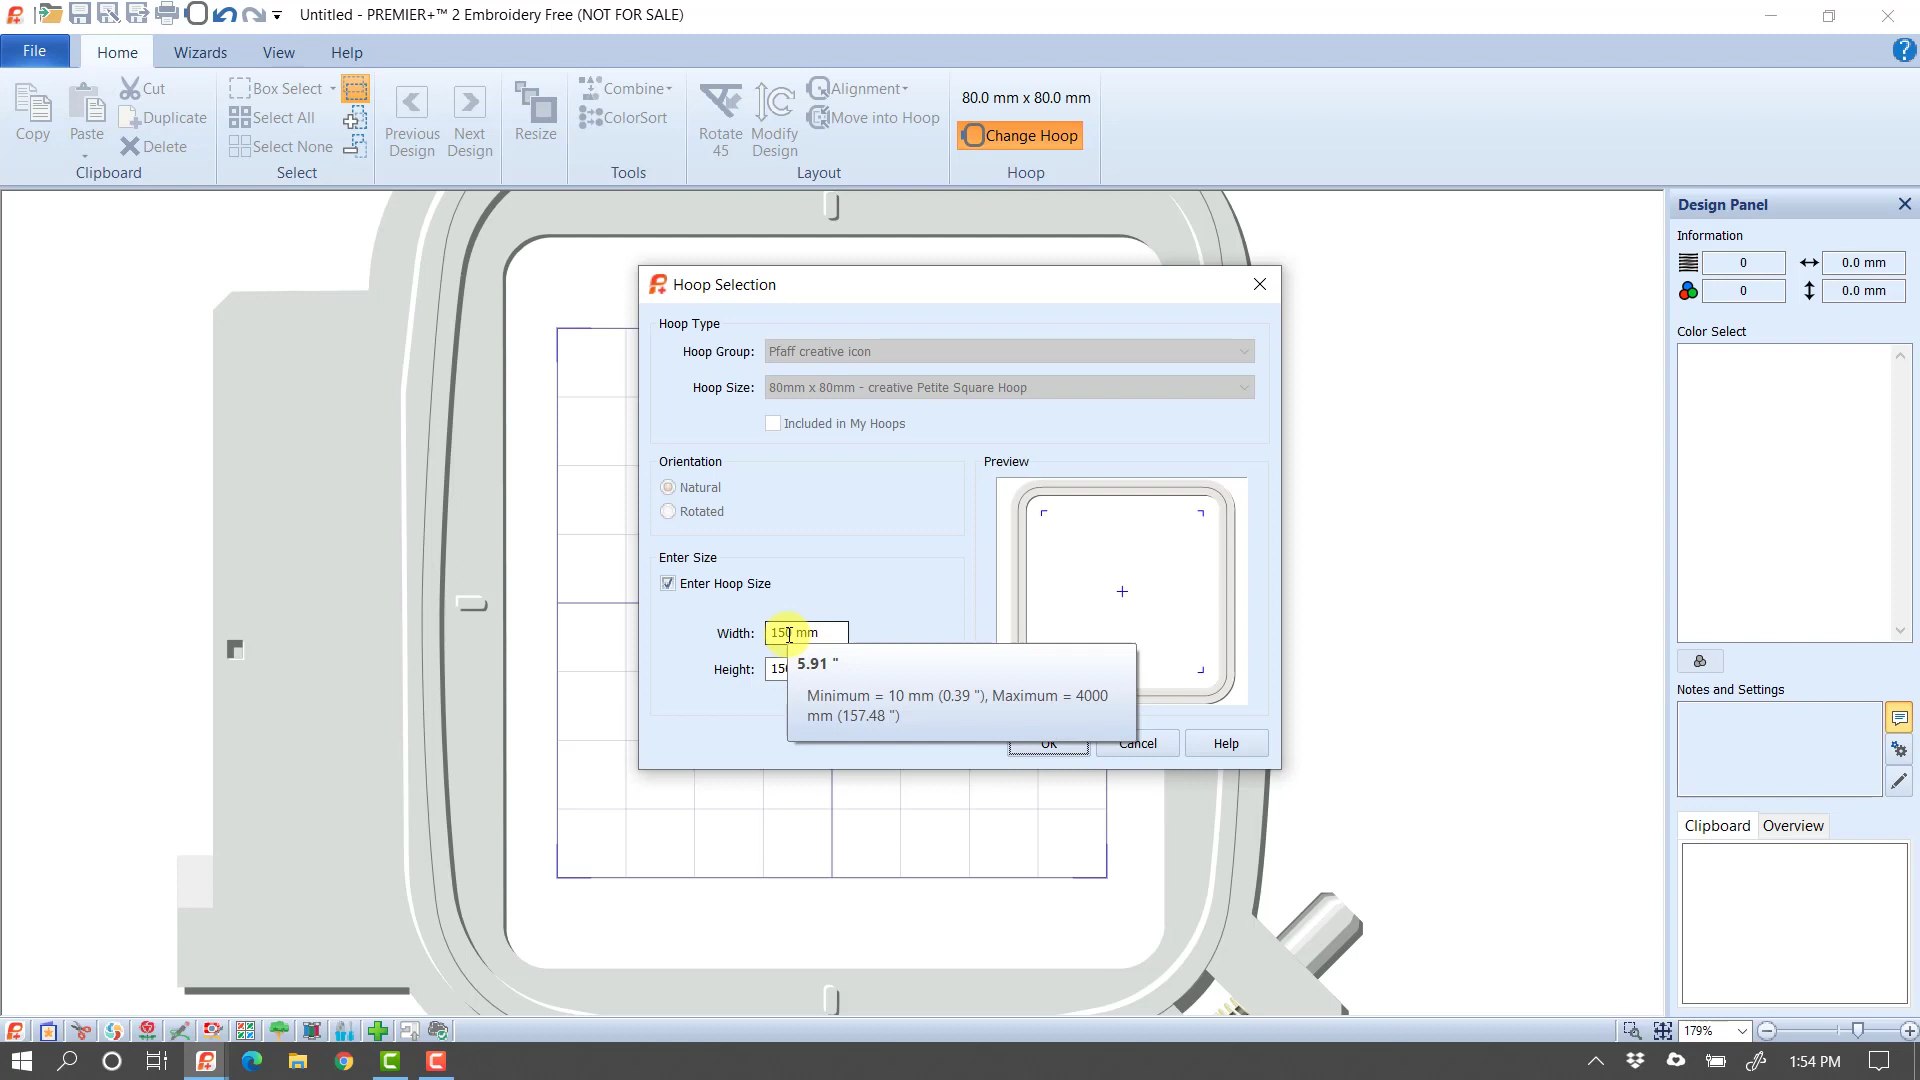 Untitled - PREMIER+™ 2 Embroidery Free (NOT FOR SALE)
File
Home
Wizards
View
Help
Copy
Paste
Cut
Duplicate
Delete
Clipboard
Box Select
Select All
Select None
Select
Previous
Design
Next
Design
Resize
Combine
ColorSort
Tools
Rotate
45
Modify
Design
Alignment
Move into Hoop
Layout
80.0 mm x 80.0 mm
Change Hoop
Hoop
Hoop Selection
Hoop Type
Hoop Group: Pfaff creative icon
Hoop Size: 80mm x 80mm - creative Petite Square Hoop
Included in My Hoops
Orientation
Natural
Rotated
Preview
Enter Size
Enter Hoop Size
Width: 150 mm
Height:
5.91 "
Minimum = 10 mm (0.39 "), Maximum = 4000
mm (157.48 ")
OK
Cancel
Help
Design Panel
Information
0
0.0 mm
0
0.0 mm
Color Select
Notes and Settings
Clipboard
Overview
179%
1:54 PM